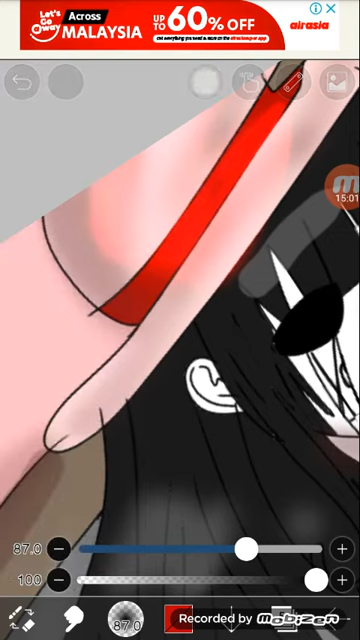 Let's Go Away
Across
MALAYSIA
UP TO 60% OFF
airasia
15:01
87.0
100
87.0
Recorded by mobizen